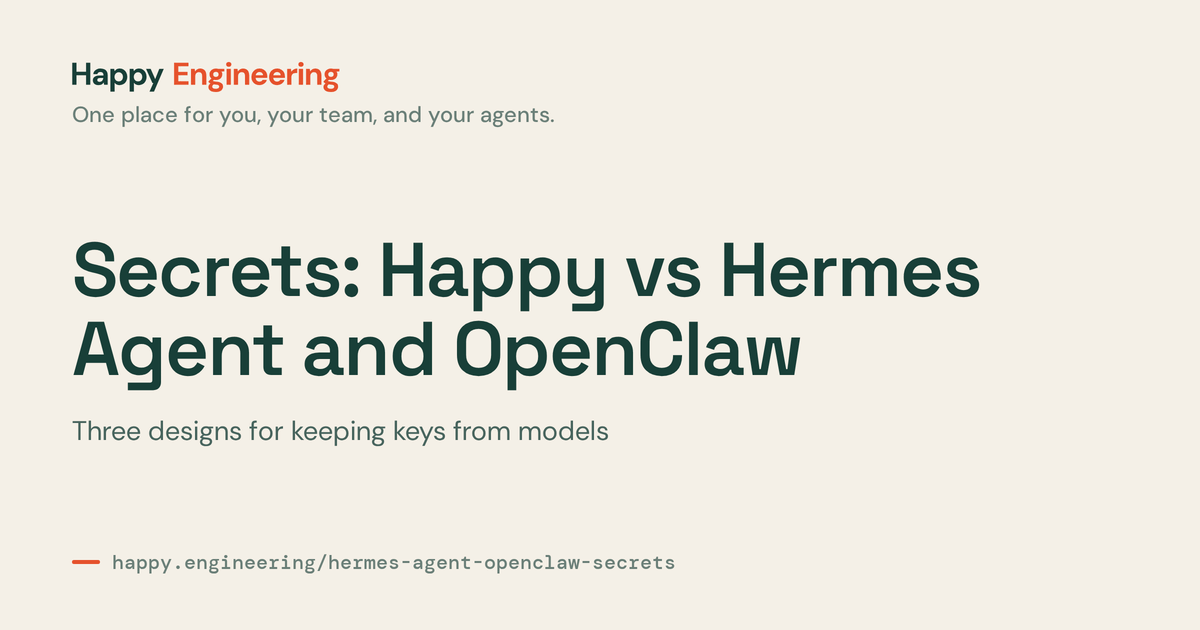 Happy Engineering
One place for you, your team, and your agents.
Secrets: Happy vs Hermes
Agent and OpenClaw
Three designs for keeping keys from models
happy.engineering/hermes-agent-openclaw-secrets